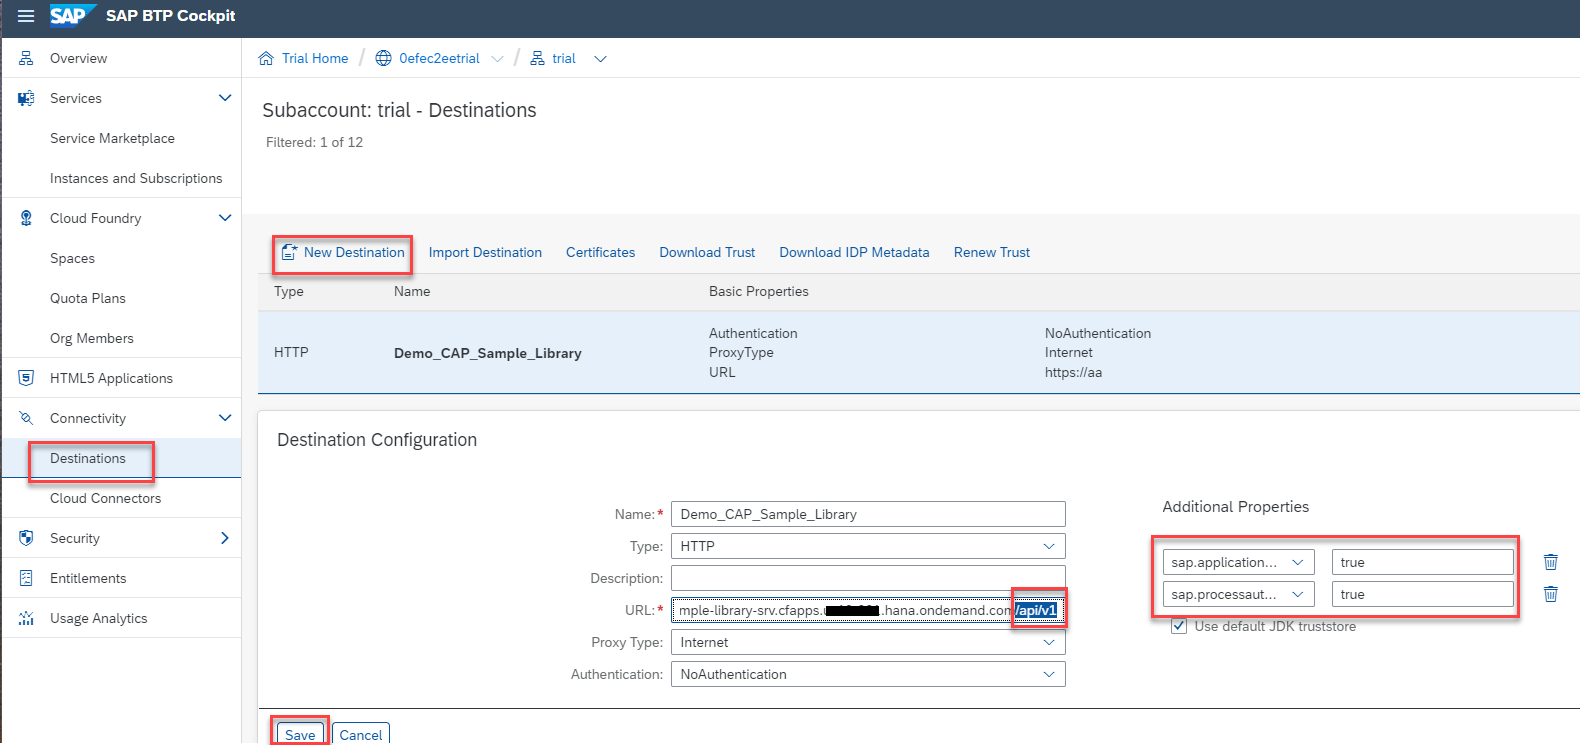 SAP SAP BTP Cockpit
Overview
Services
Service Marketplace
Instances and Subscriptions
Cloud Foundry
Spaces
Quota Plans
Org Members
HTML5 Applications
Connectivity
Destinations
Cloud Connectors
Security
Entitlements
Usage Analytics
Trial Home / 0efec2eetrial / trial
Subaccount: trial - Destinations
Filtered: 1 of 12
New Destination Import Destination Certificates Download Trust Download IDP Metadata Renew Trust
Type Name Basic Properties
HTTP Demo_CAP_Sample_Library
Authentication NoAuthentication
ProxyType Internet
URL https://aa
Destination Configuration
Name:* Demo_CAP_Sample_Library
Type: HTTP
Description:
URL:* mple-library-srv.cfapps. .hana.ondemand.com/api/v1
Proxy Type: Internet
Authentication: NoAuthentication
Additional Properties
sap.application... true
sap.processaut... true
Use default JDK truststore
Save Cancel